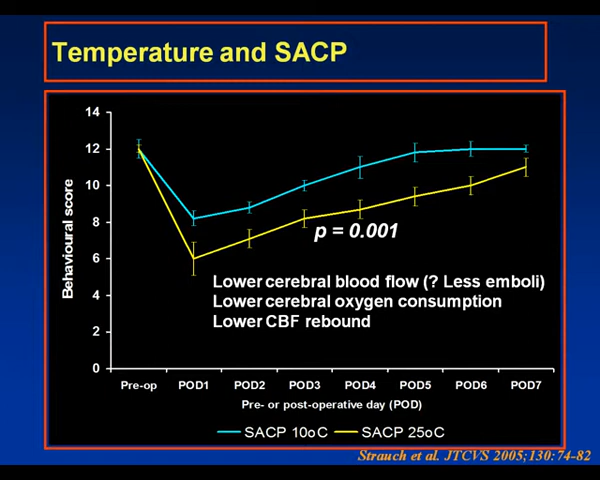 Temperature and SACP
14
12
10
8
6
4
2
0
Behavioural score
p = 0.001
Lower cerebral blood flow (? Less emboli)
Lower cerebral oxygen consumption
Lower CBF rebound
Pre-op POD1 POD2 POD3 POD4 POD5 POD6 POD7
Pre- or post-operative day (POD)
SACP 10oC SACP 25oC
Strauch et al. JTCVS 2005;130:74-82